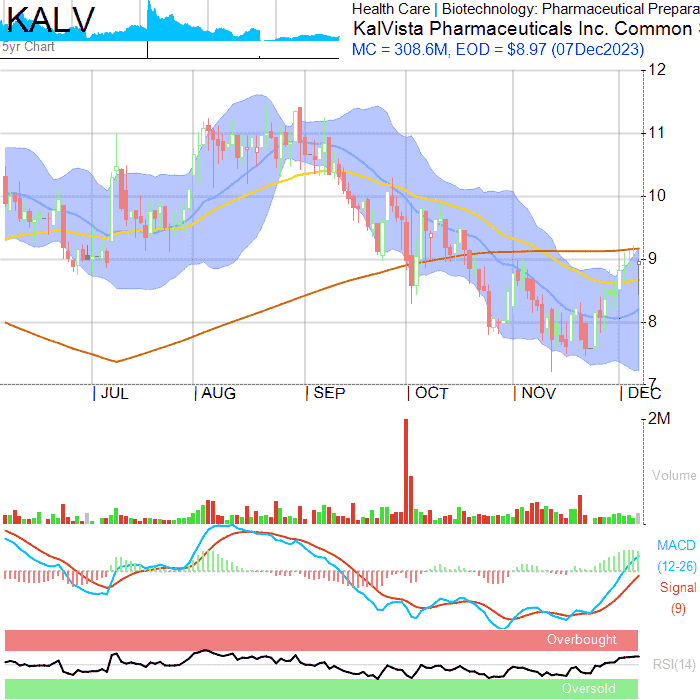 KALV
5yr Chart
Health Care | Biotechnology: Pharmaceutical Prepara
KalVista Pharmaceuticals Inc. Common
MC = 308.6M, EOD = $8.97 (07Dec2023)
12
11
10
9
8
7
JUL
AUG
SEP
OCT
NOV
DEC
2M
Volume
MACD
(12-26)
Signal
(9)
Overbought
RSI(14)
Oversold